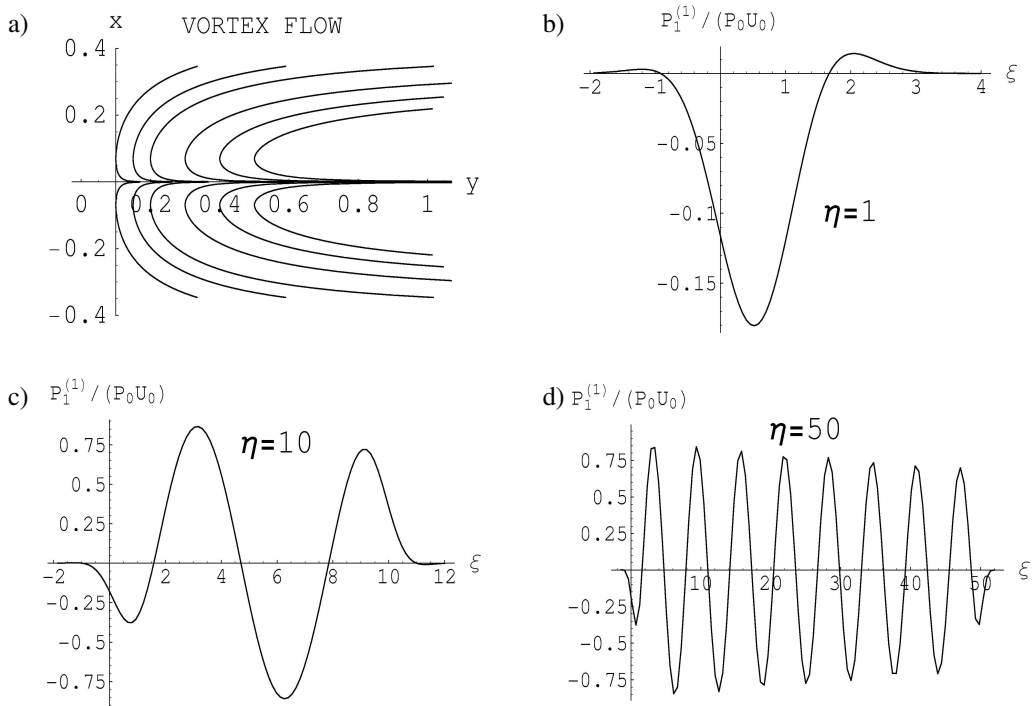 a)
x
VORTEX FLOW
0.4
0.2
y
0 0.2 0.4 0.6 0.8 1
-0.2
-0.4
b)
P₁⁽¹⁾/(P₀U₀)
ξ
-2 -1 1 2 3 4
-0.05
-0.1
-0.15
η=1
c)
P₁⁽¹⁾/(P₀U₀)
η=10
0.75
0.5
0.25
-2 2 4 6 8 10 12
ξ
-0.25
-0.5
-0.75
d)
P₁⁽¹⁾/(P₀U₀)
η=50
0.75
0.5
0.25
10 20 30 40 50
ξ
-0.25
-0.5
-0.75